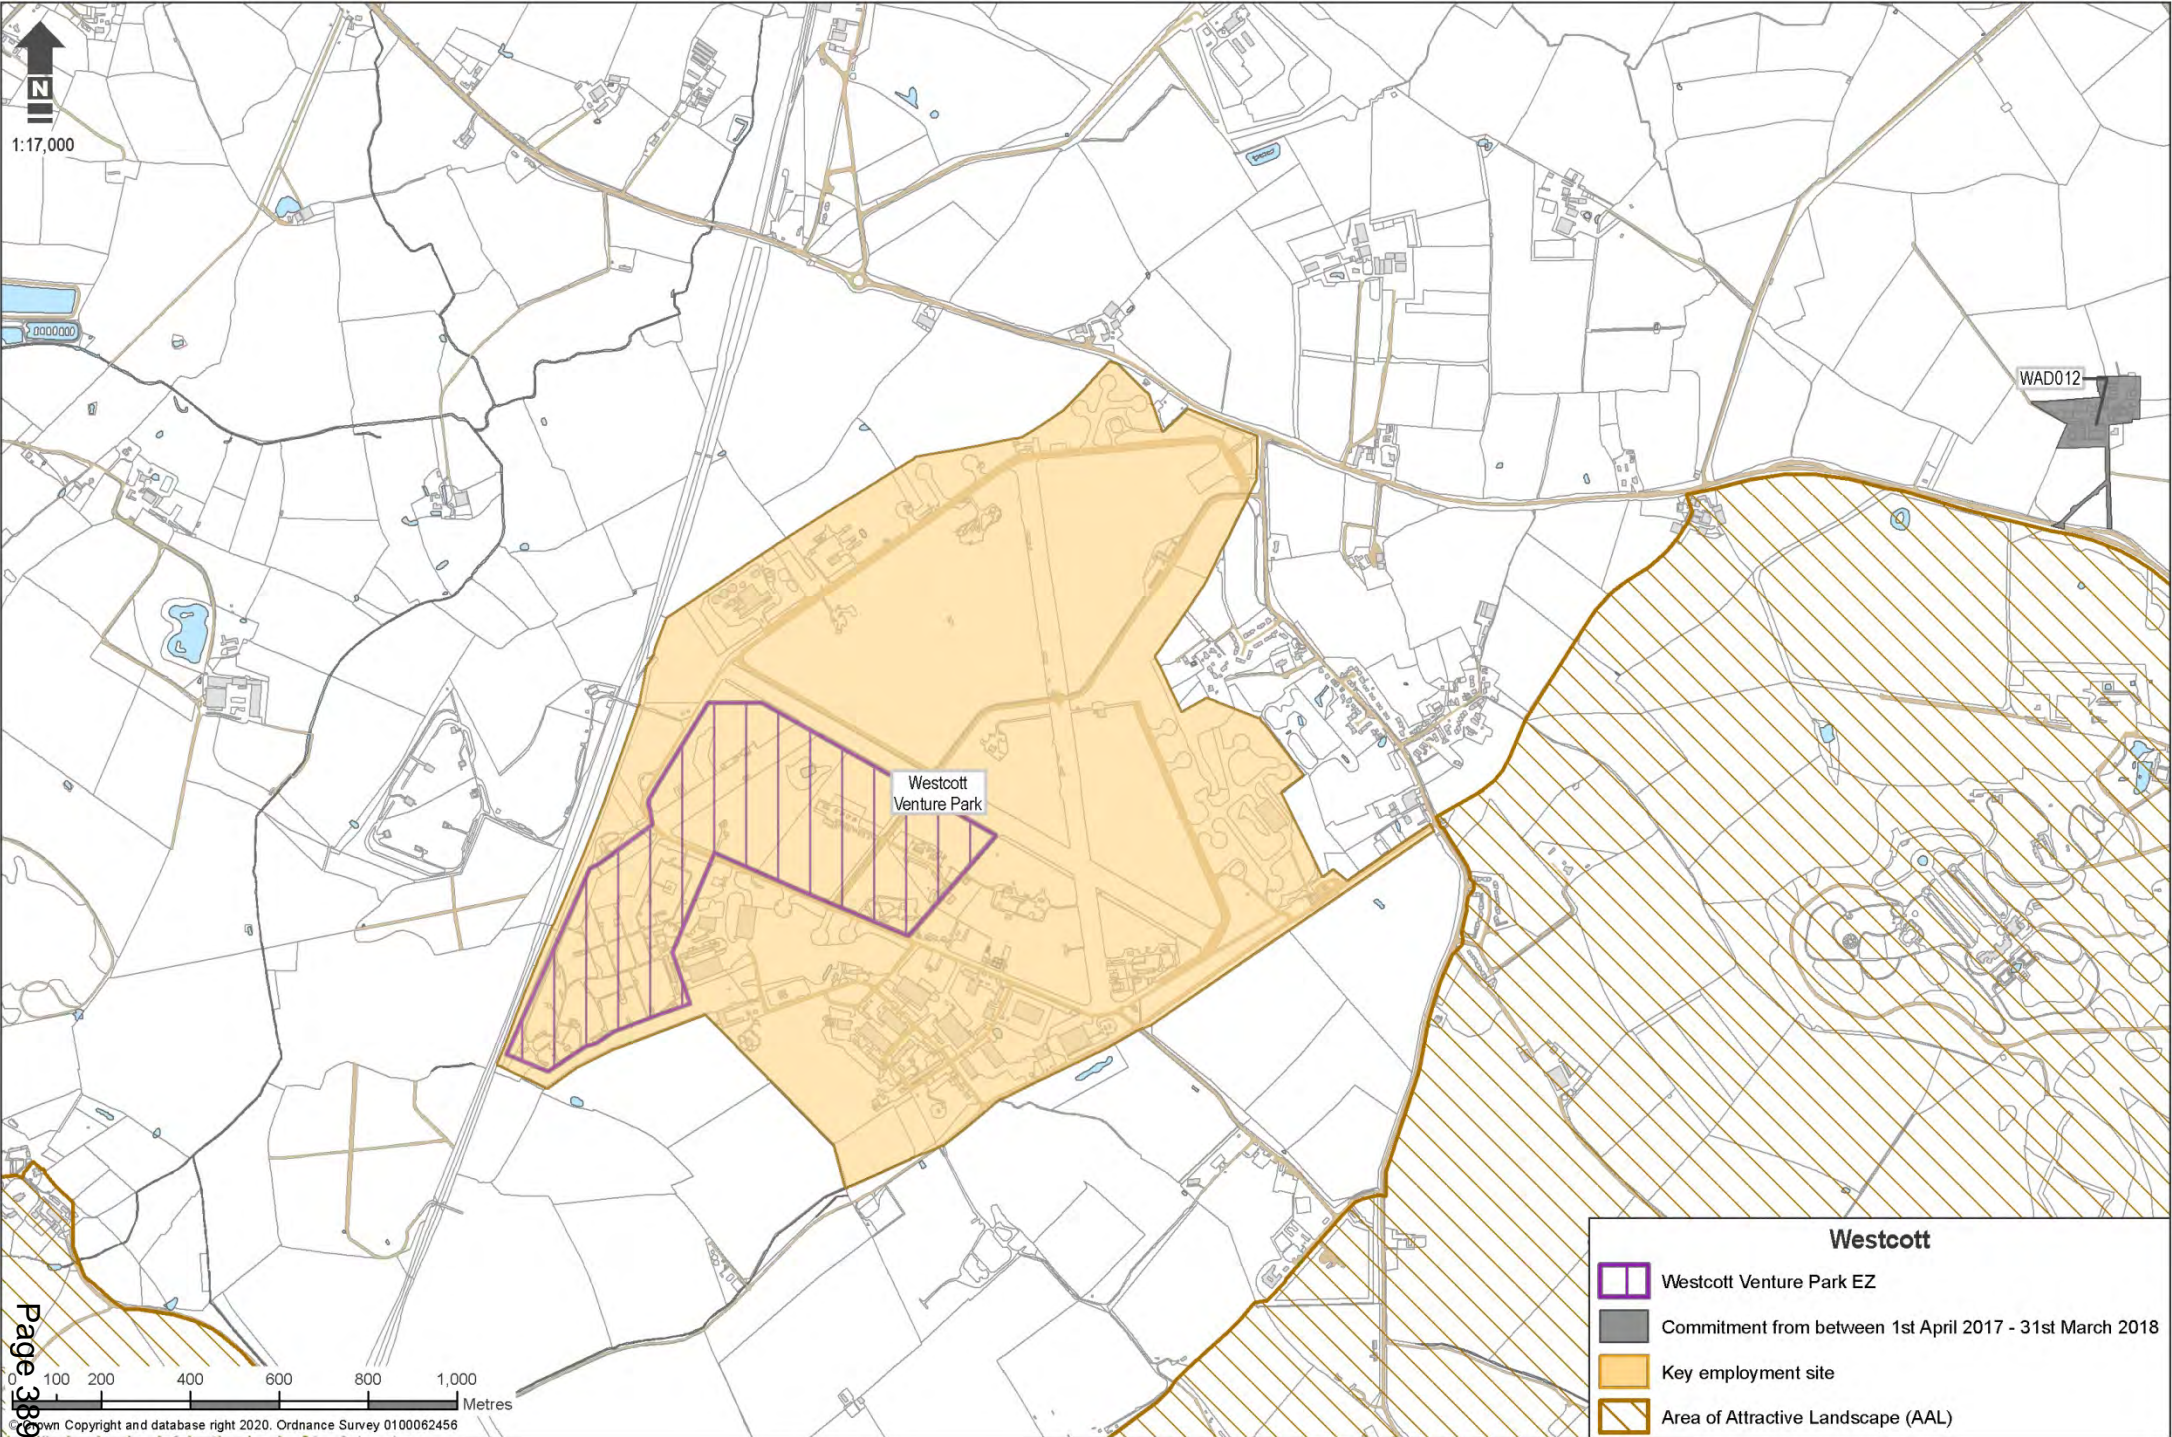 N
1:17,000
WAD012
Westcott
Venture Park
Westcott
Westcott Venture Park EZ
Commitment from between 1st April 2017 - 31st March 2018
Key employment site
Area of Attractive Landscape (AAL)
0 100 200 400 600 800 1,000
Metres
© Crown Copyright and database right 2020. Ordnance Survey 0100062456
Page 389